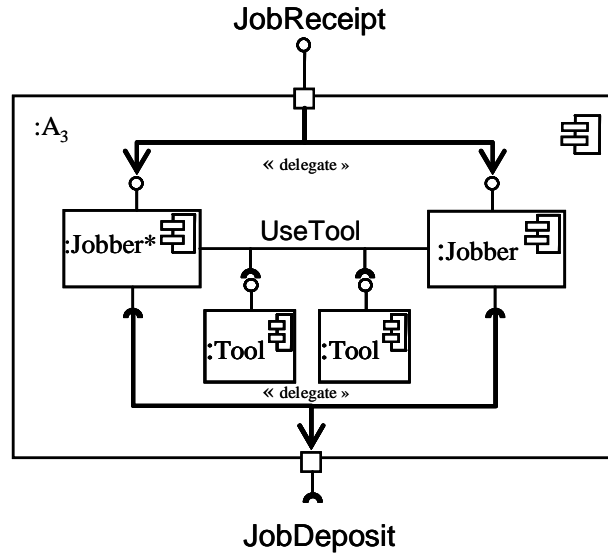 JobReceipt
:A3
« delegate »
:Jobber*
UseTool
:Jobber
:Tool
:Tool
« delegate »
JobDeposit